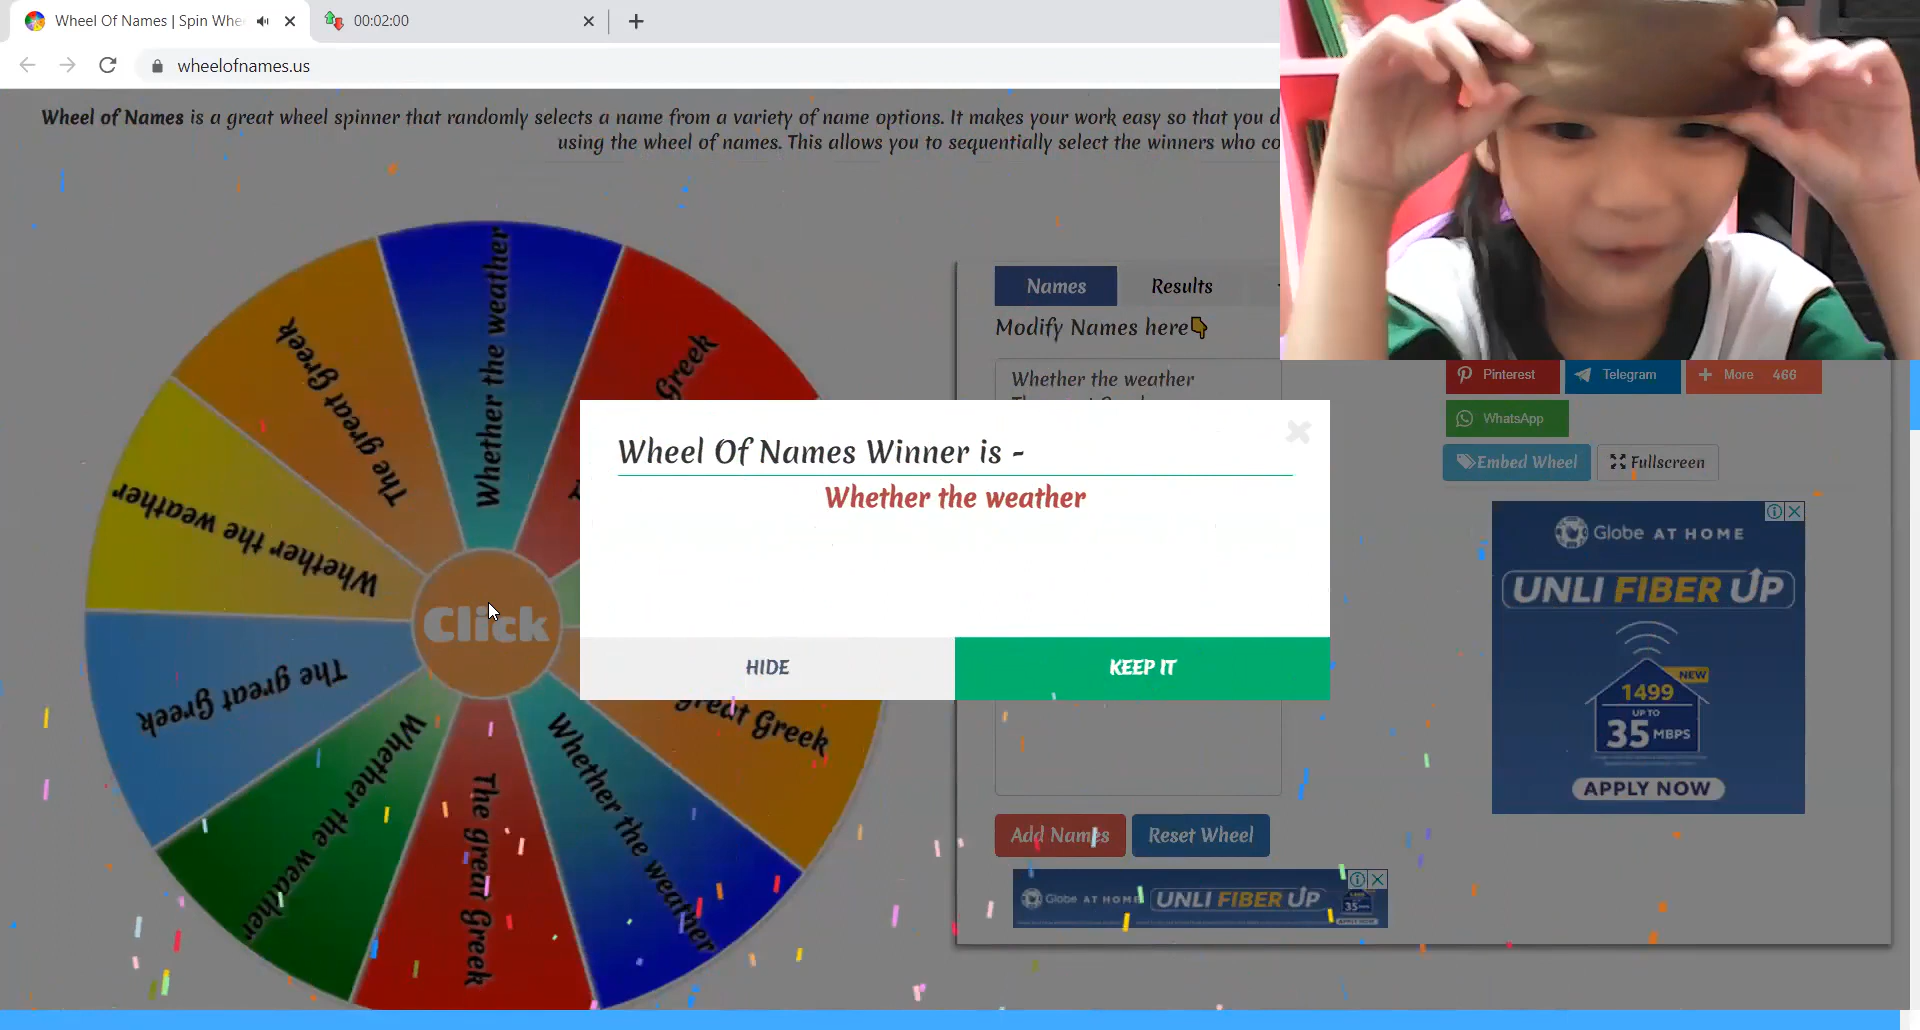 Wheel Of Names | Spin Whe
00:02:00
wheelofnames.us
Wheel of Names is a great wheel spinner that randomly selects a name from a variety of name options. It makes your work easy so that you d
using the wheel of names. This allows you to sequentially select the winners who co
Names
Results
Modify Names here
Whether the weather
Pinterest
Telegram
More 466
WhatsApp
Embed Wheel
Fullscreen
Whether the weather
Greek
The great Greek
Whether the weather
The great Greek
Whether the weather
The great Greek
Whether the weather
great Greek
Click
Wheel Of Names Winner is -
Whether the weather
HIDE
KEEP IT
Globe AT HOME
UNLI FIBER UP
NEW
1499
UP TO
35 MBPS
APPLY NOW
Add Names
Reset Wheel
Globe AT HOME
UNLI FIBER UP
35